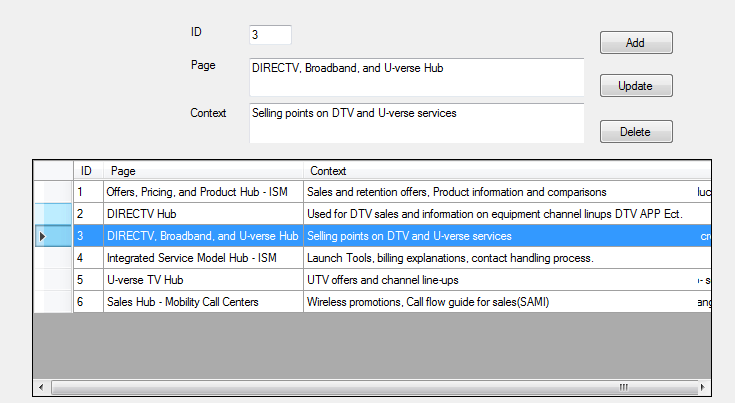 ID 3
Add
Page DIRECTV, Broadband, and U-verse Hub
Update
Context Selling points on DTV and U-verse services
Delete
ID Page Context
1 Offers, Pricing, and Product Hub - ISM Sales and retention offers, Product information and comparisons
2 DIRECTV Hub Used for DTV sales and information on equipment channel linups DTV APP Ect.
3 DIRECTV, Broadband, and U-verse Hub Selling points on DTV and U-verse services
4 Integrated Service Model Hub - ISM Launch Tools, billing explanations, contact handling process.
5 U-verse TV Hub UTV offers and channel line-ups
6 Sales Hub - Mobility Call Centers Wireless promotions, Call flow guide for sales(SAMI)